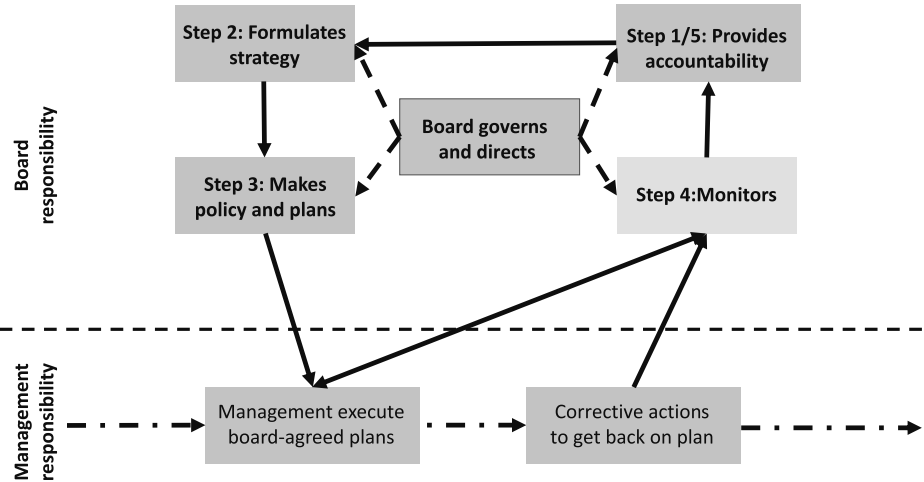 Step 2: Formulates
strategy
Step 1/5: Provides
accountability
Board governs
and directs
Step 3: Makes
policy and plans
Step 4:Monitors
Board
responsibility
Management execute
board-agreed plans
Corrective actions
to get back on plan
Management
responsibility